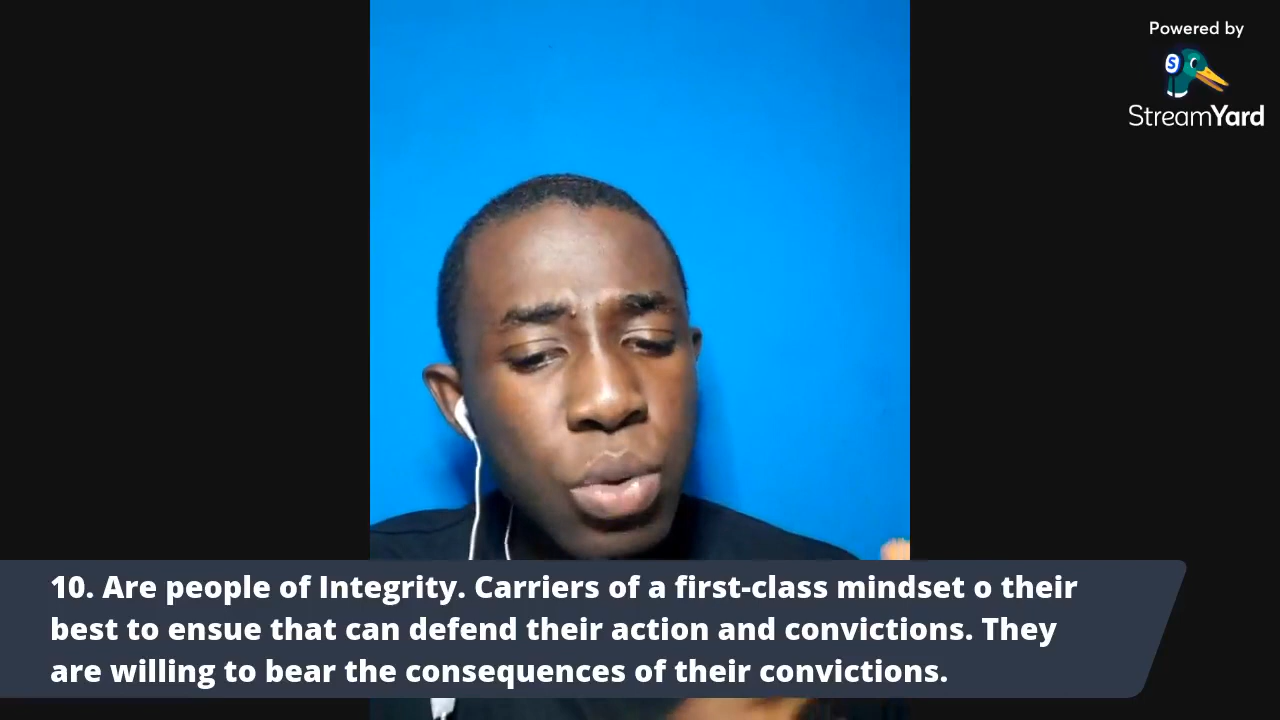 Powered by
S
StreamYard
10. Are people of Integrity. Carriers of a first-class mindset o their
best to ensue that can defend their action and convictions. They
are willing to bear the consequences of their convictions.